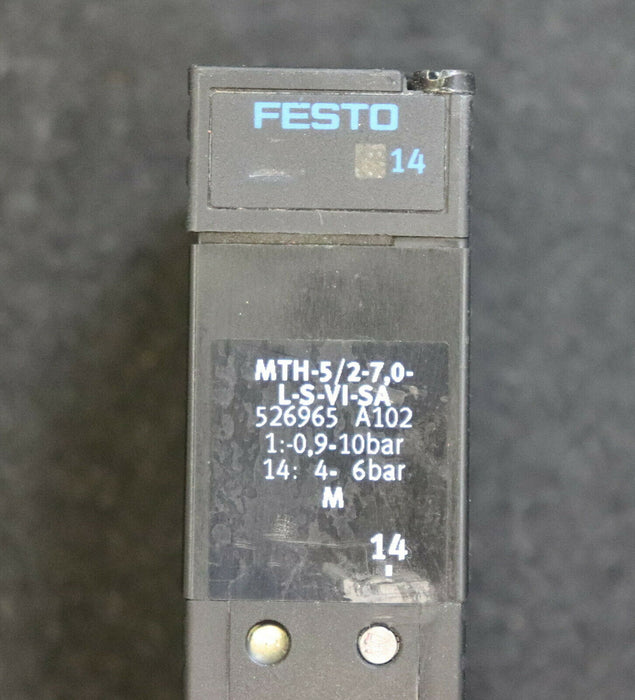 FESTO
14
MTH-5/2-7,0-
L-S-VI-SA
526965 A102
1:-0,9-10bar
14: 4- 6bar
M
14